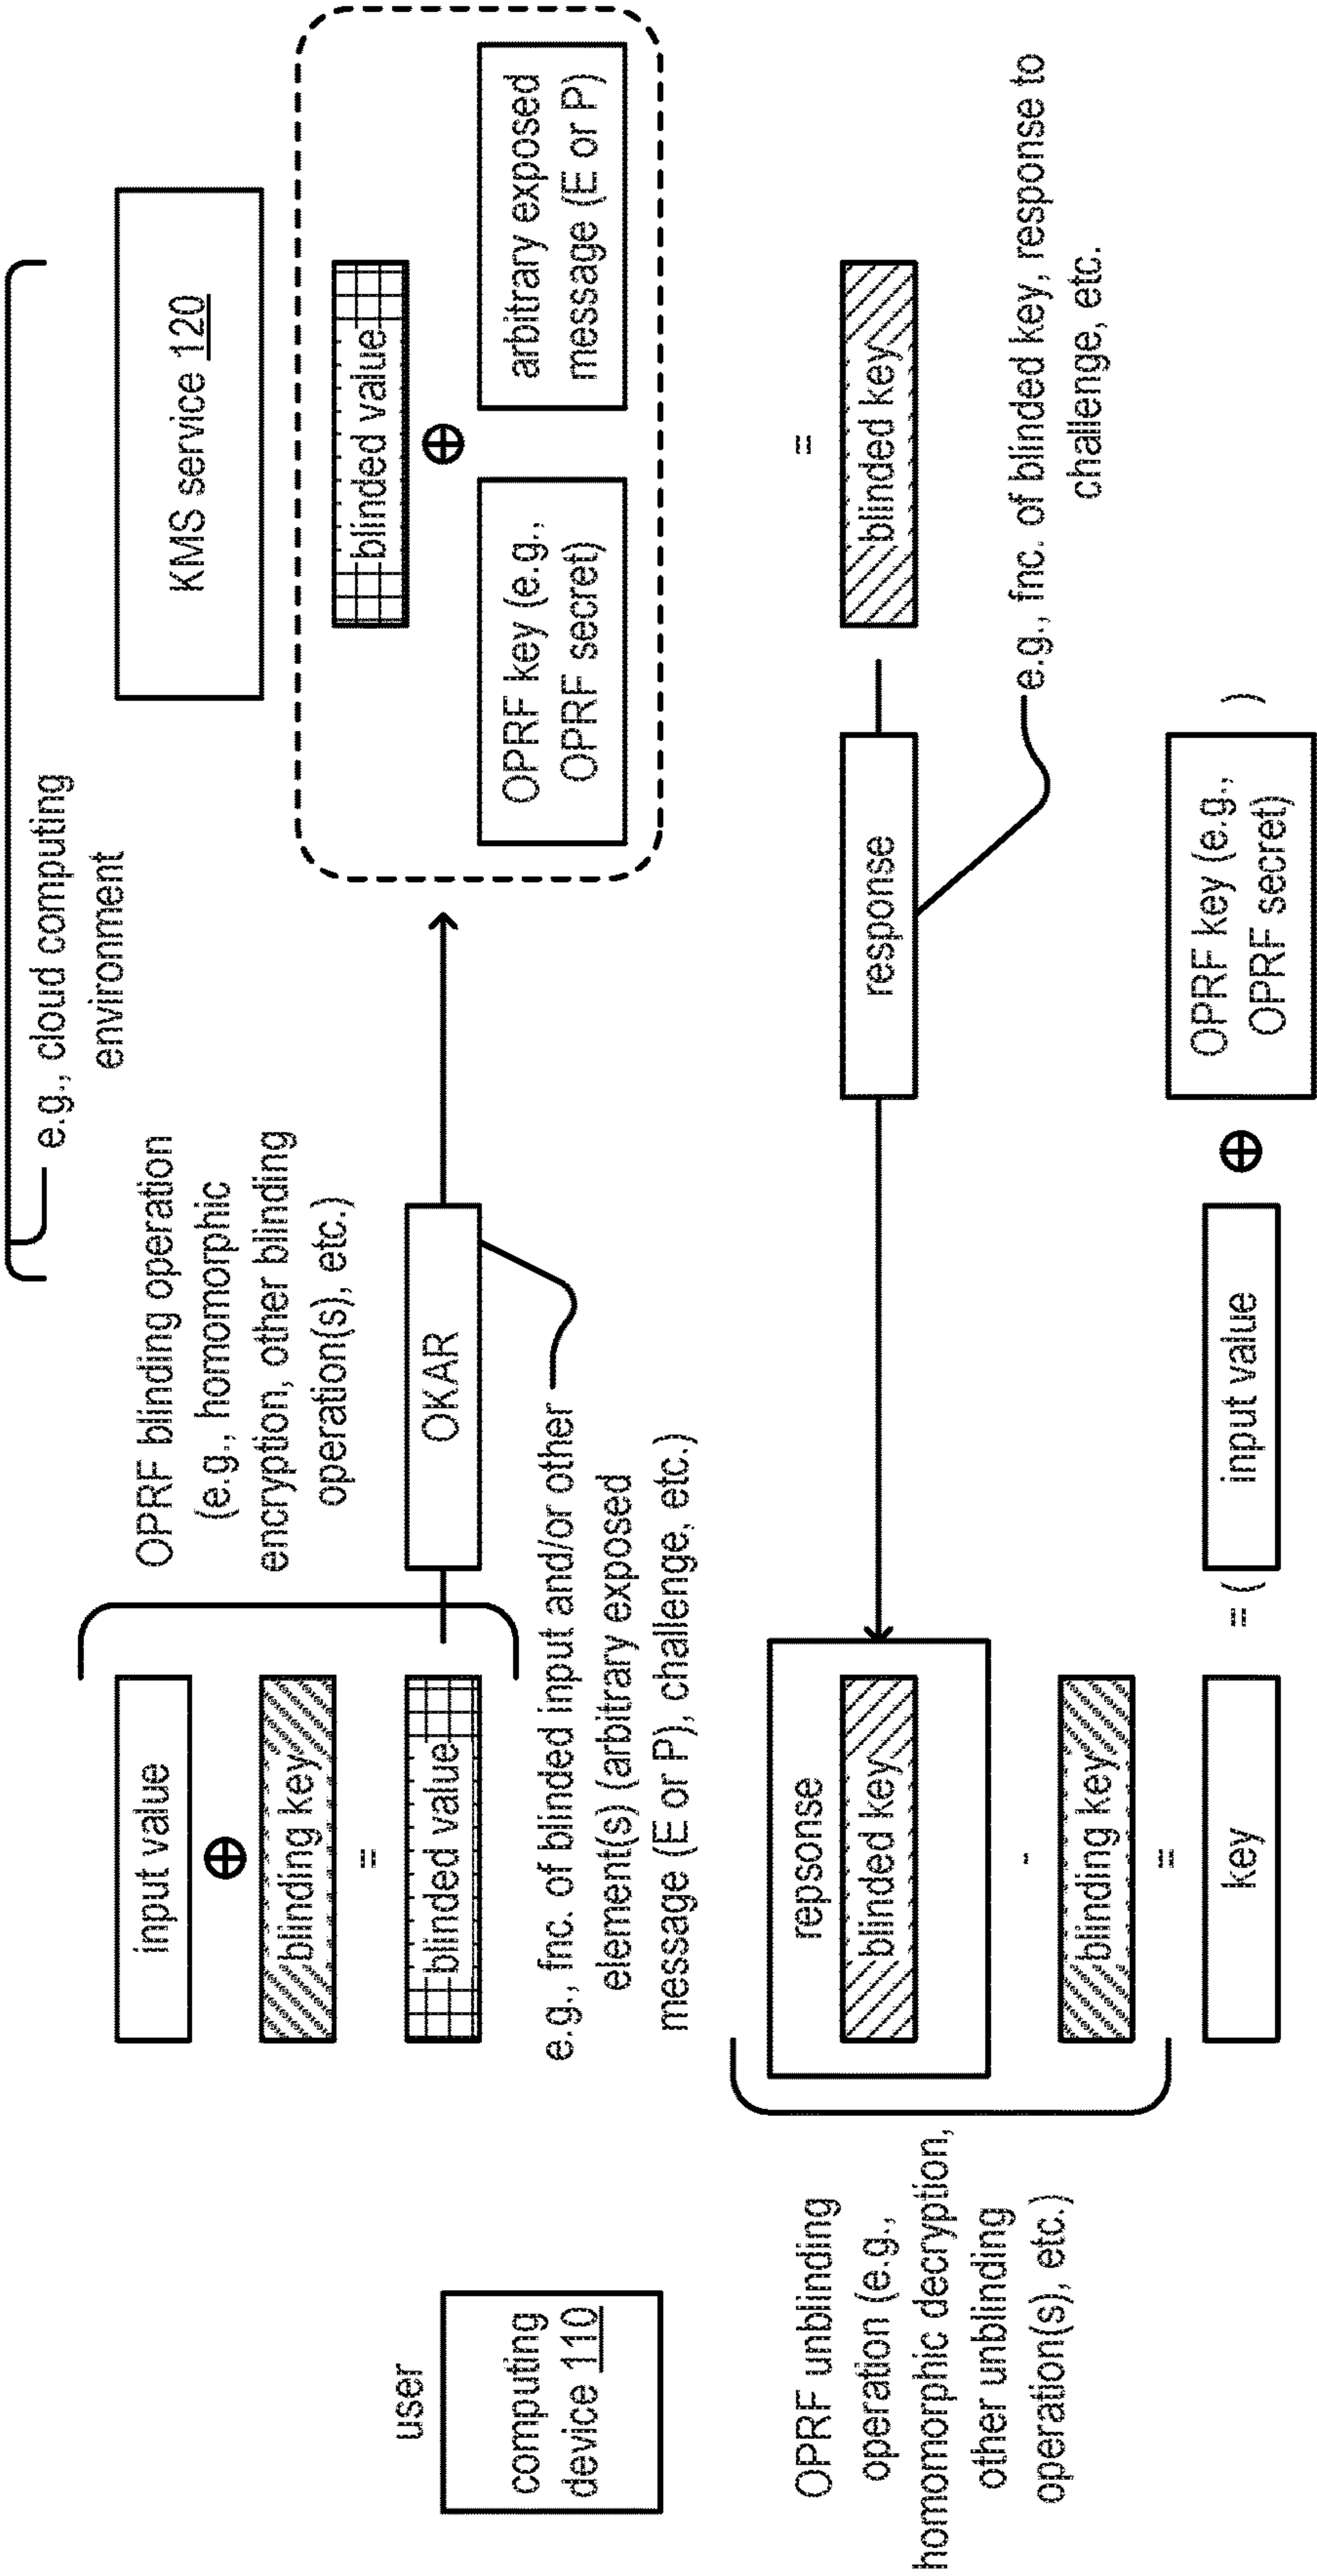 e.g., cloud computing
environment
KMS service 120
OPRF blinding operation
(e.g., homomorphic
encryption, other blinding
operation(s), etc.)
input value
⊕
blinding key
=
blinded value
OKAR
blinded value
⊕
OPRF key (e.g.,
OPRF secret)
arbitrary exposed
message (E or P)
user
computing
device 110
e.g., fnc. of blinded input and/or other
element(s) (arbitrary exposed
message (E or P), challenge, etc.)
=
blinded key
response
e.g., fnc. of blinded key, response to
challenge, etc.
OPRF unblinding
operation (e.g.,
homomorphic decryption,
other unblinding
operation(s), etc.)
repsonse
blinded key
-
blinding key
=
key
= (
input value
⊕
OPRF key (e.g.,
OPRF secret)
)